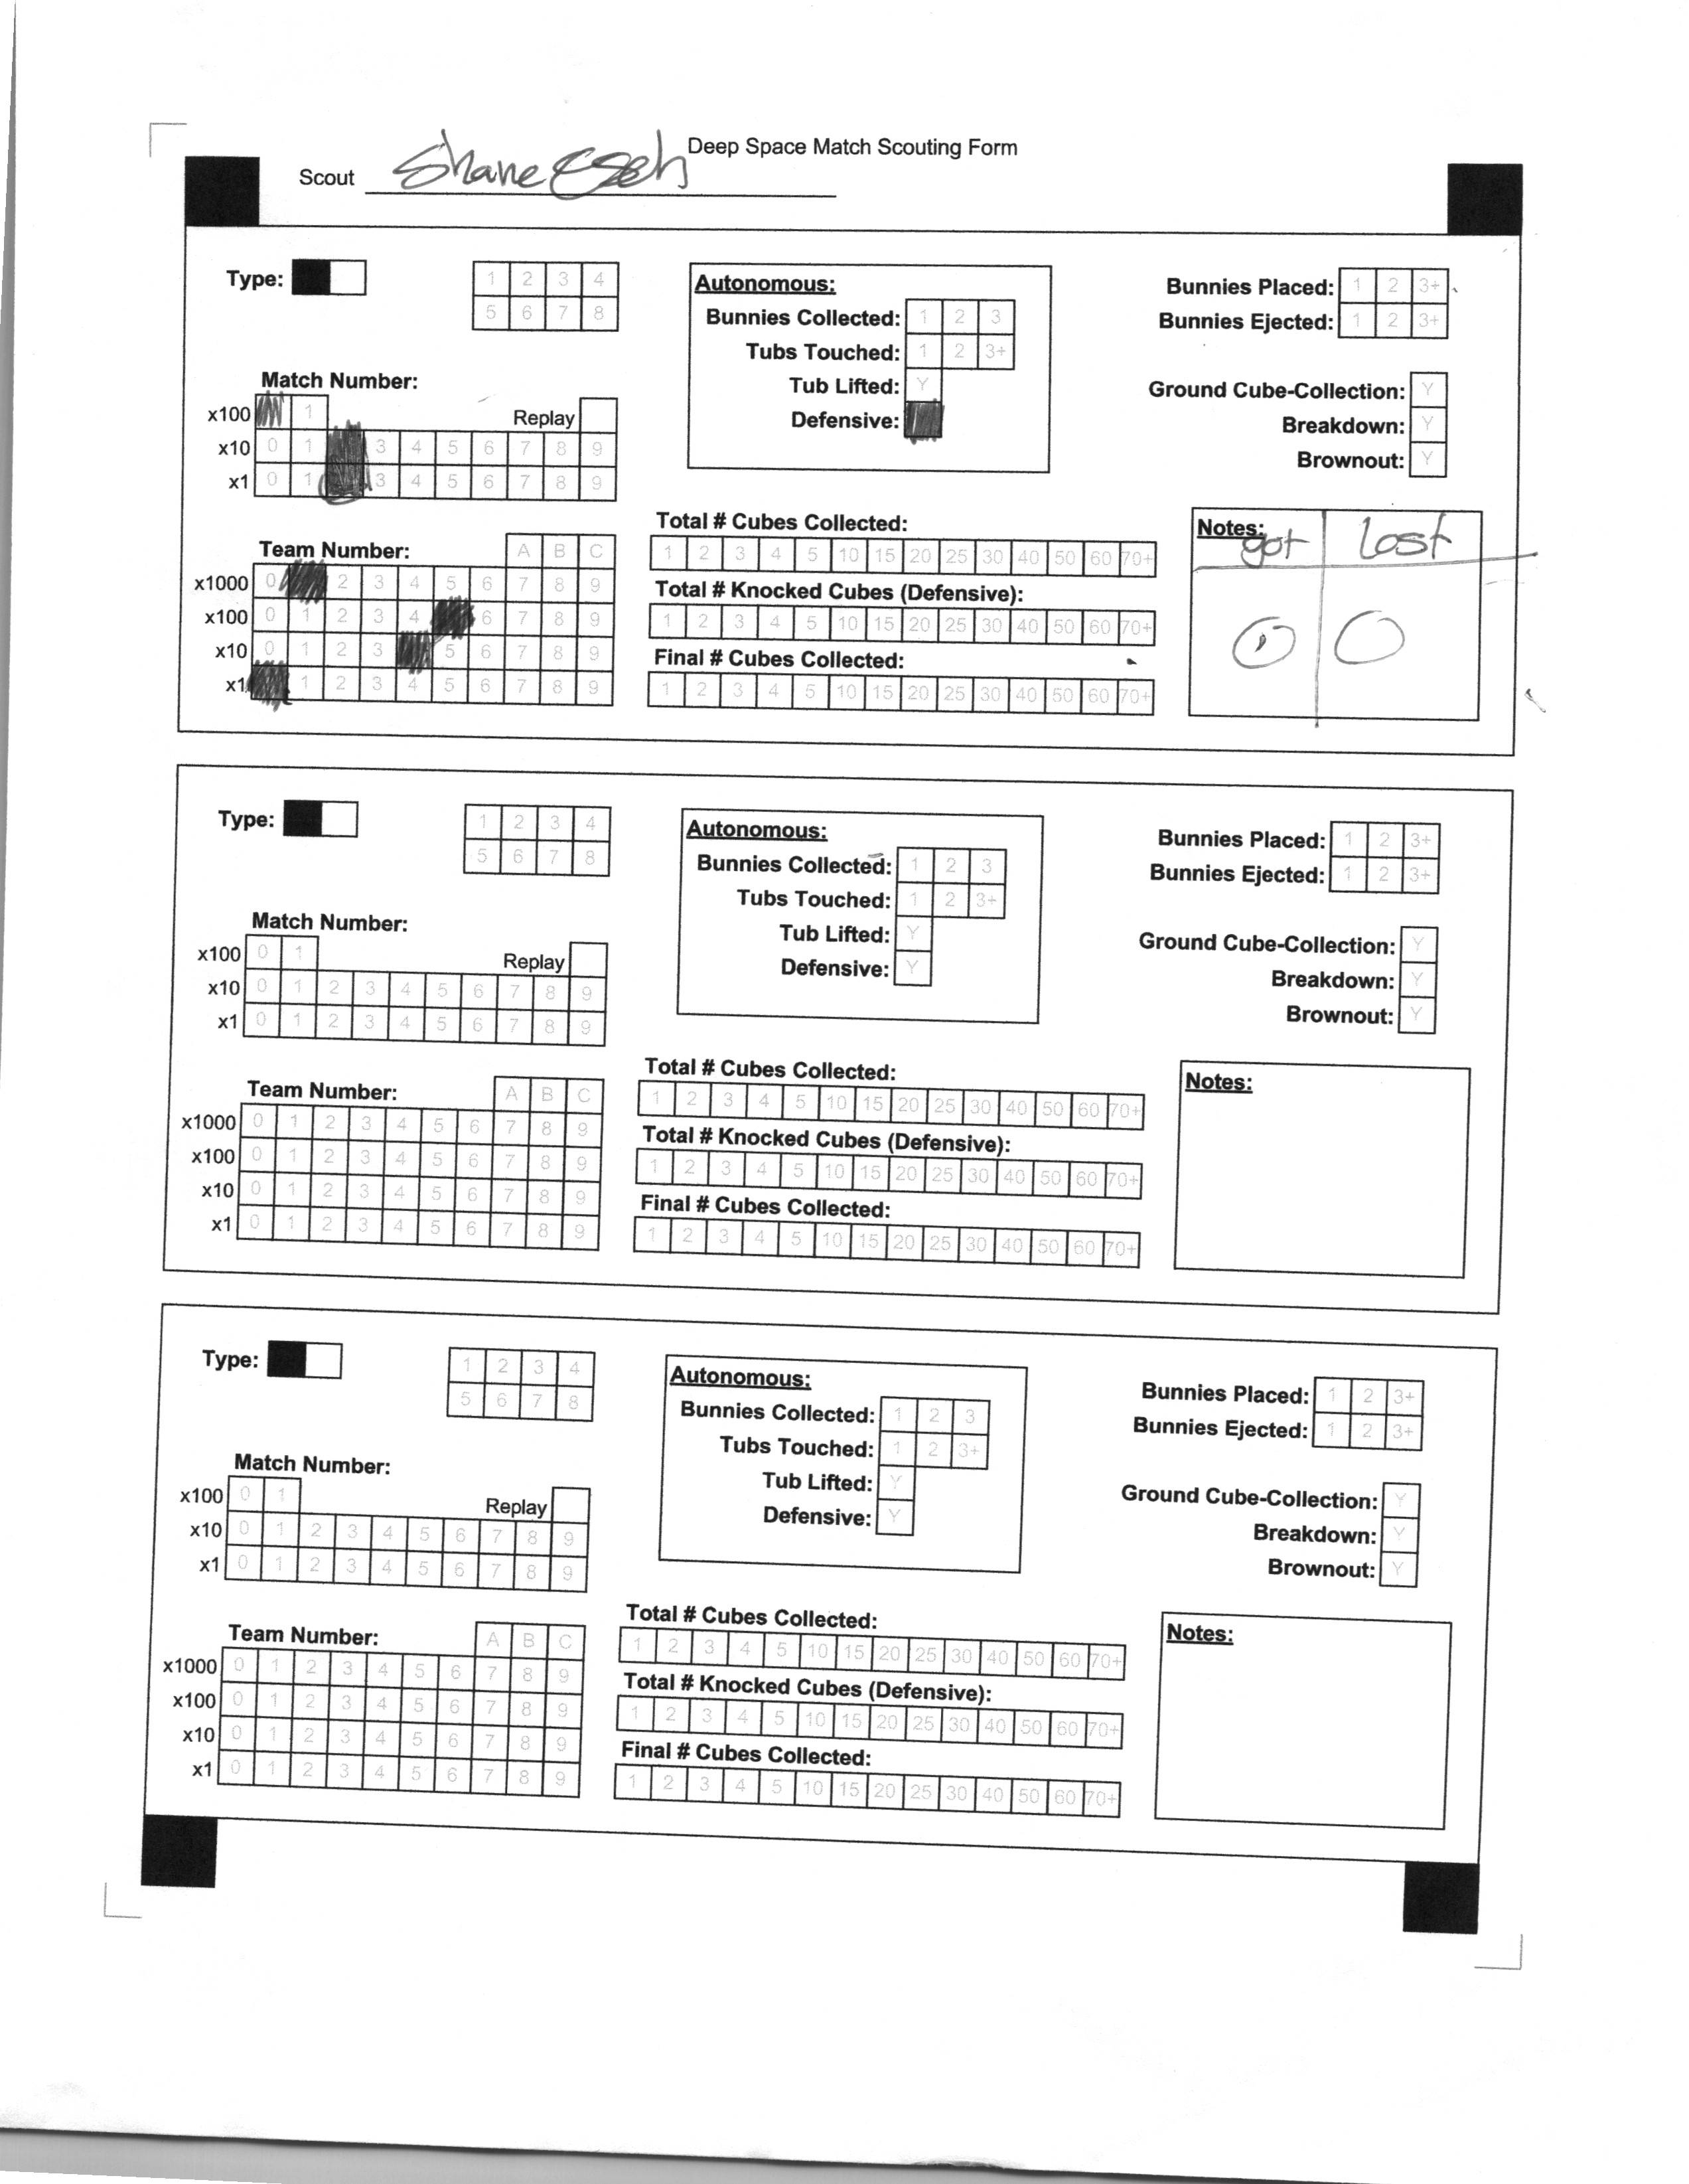 Deep Space Match Scouting Form
Scout Shane
Type:
1 2 3 4
5 6 7 8
Match Number:
x100 1
Replay
x10 0 1 3 4 5 6 7 8 9
x1 0 1 3 4 5 6 7 8 9
Team Number:
A B C
x1000 0 2 3 4 5 6 7 8 9
x100 0 1 2 3 4 6 7 8 9
x10 0 1 2 3 5 6 7 8 9
x1 1 2 3 4 5 6 7 8 9
Autonomous:
Bunnies Collected: 1 2 3
Tubs Touched: 1 2 3+
Tub Lifted: Y
Defensive:
Total # Cubes Collected:
1 2 3 4 5 10 15 20 25 30 40 50 60 70+
Total # Knocked Cubes (Defensive):
1 2 3 4 5 10 15 20 25 30 40 50 60 70+
Final # Cubes Collected:
1 2 3 4 5 10 15 20 25 30 40 50 60 70+
Bunnies Placed: 1 2 3+
Bunnies Ejected: 1 2 3+
Ground Cube-Collection: Y
Breakdown: Y
Brownout: Y
Notes:
got lost
0 0
Type:
1 2 3 4
5 6 7 8
Match Number:
x100 0 1
Replay
x10 0 1 2 3 4 5 6 7 8 9
x1 0 1 2 3 4 5 6 7 8 9
Team Number:
A B C
x1000 0 1 2 3 4 5 6 7 8 9
x100 0 1 2 3 4 5 6 7 8 9
x10 0 1 2 3 4 5 6 7 8 9
x1 0 1 2 3 4 5 6 7 8 9
Autonomous:
Bunnies Collected: 1 2 3
Tubs Touched: 1 2 3+
Tub Lifted: Y
Defensive: Y
Total # Cubes Collected:
1 2 3 4 5 10 15 20 25 30 40 50 60 70+
Total # Knocked Cubes (Defensive):
1 2 3 4 5 10 15 20 25 30 40 50 60 70+
Final # Cubes Collected:
1 2 3 4 5 10 15 20 25 30 40 50 60 70+
Bunnies Placed: 1 2 3+
Bunnies Ejected: 1 2 3+
Ground Cube-Collection: Y
Breakdown: Y
Brownout: Y
Notes:
Type:
1 2 3 4
5 6 7 8
Match Number:
x100 0 1
Replay
x10 0 1 2 3 4 5 6 7 8 9
x1 0 1 2 3 4 5 6 7 8 9
Team Number:
A B C
x1000 0 1 2 3 4 5 6 7 8 9
x100 0 1 2 3 4 5 6 7 8 9
x10 0 1 2 3 4 5 6 7 8 9
x1 0 1 2 3 4 5 6 7 8 9
Autonomous:
Bunnies Collected: 1 2 3
Tubs Touched: 1 2 3+
Tub Lifted: Y
Defensive: Y
Total # Cubes Collected:
1 2 3 4 5 10 15 20 25 30 40 50 60 70+
Total # Knocked Cubes (Defensive):
1 2 3 4 5 10 15 20 25 30 40 50 60 70+
Final # Cubes Collected:
1 2 3 4 5 10 15 20 25 30 40 50 60 70+
Bunnies Placed: 1 2 3+
Bunnies Ejected: 1 2 3+
Ground Cube-Collection: Y
Breakdown: Y
Brownout: Y
Notes: